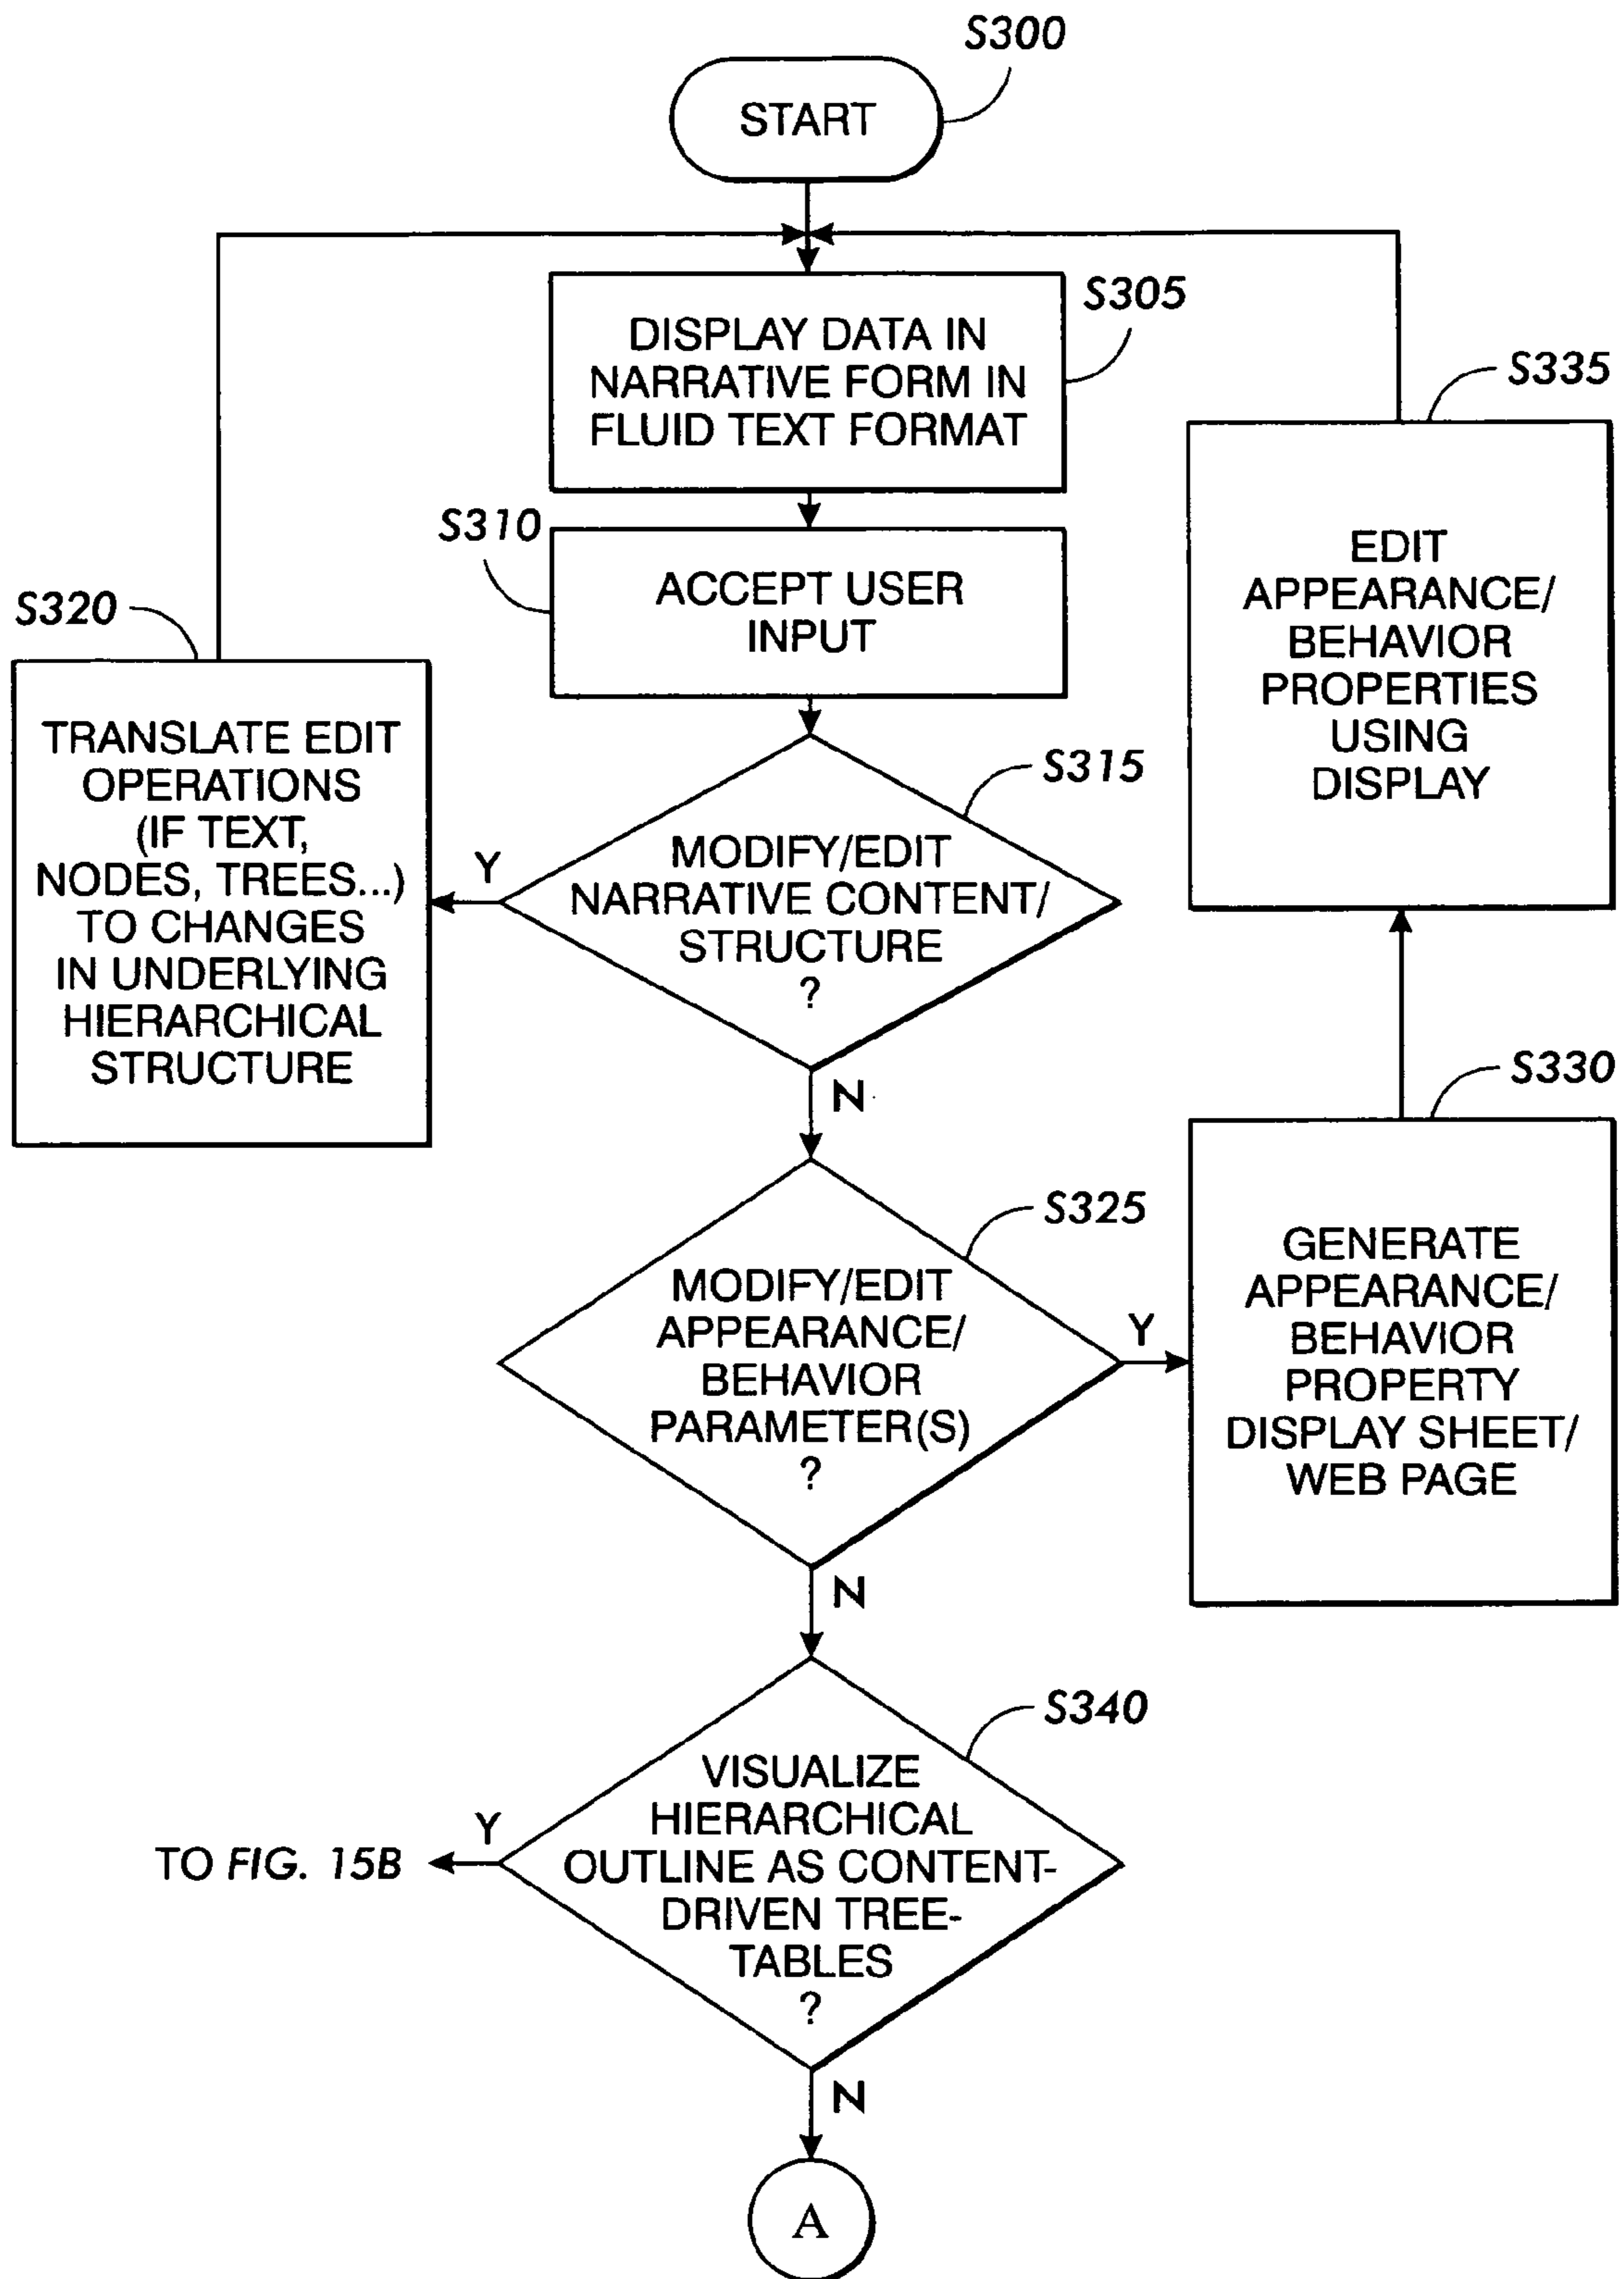 S300
START
S305
DISPLAY DATA IN
NARRATIVE FORM IN
FLUID TEXT FORMAT
S310
ACCEPT USER
INPUT
S315
MODIFY/EDIT
NARRATIVE CONTENT/
STRUCTURE
?
Y
N
S320
TRANSLATE EDIT
OPERATIONS
(IF TEXT,
NODES, TREES...)
TO CHANGES
IN UNDERLYING
HIERARCHICAL
STRUCTURE
S325
MODIFY/EDIT
APPEARANCE/
BEHAVIOR
PARAMETER(S)
?
Y
N
S330
GENERATE
APPEARANCE/
BEHAVIOR
PROPERTY
DISPLAY SHEET/
WEB PAGE
S335
EDIT
APPEARANCE/
BEHAVIOR
PROPERTIES
USING
DISPLAY
S340
VISUALIZE
HIERARCHICAL
OUTLINE AS CONTENT-
DRIVEN TREE-
TABLES
?
Y
TO FIG. 15B
N
A